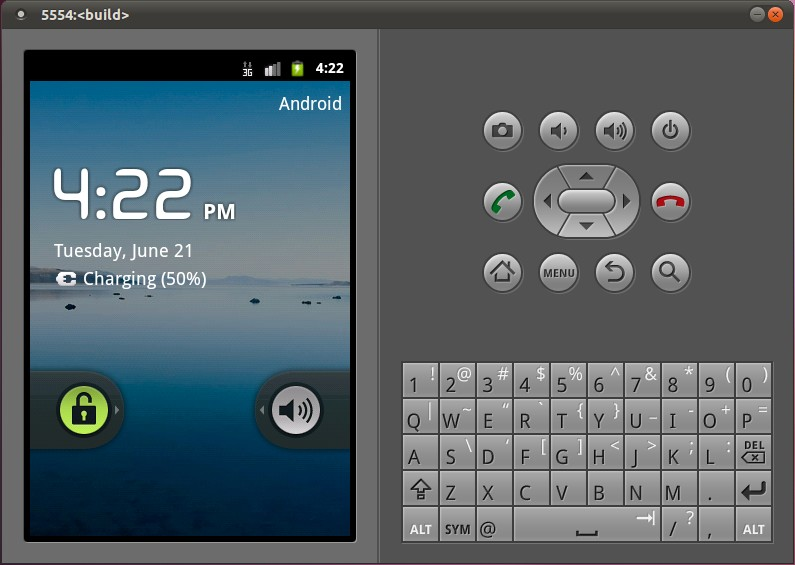 5554:<build>
3G 4:22
Android
4:22 PM
Tuesday, June 21
Charging (50%)
MENU
1 ! 2 @ 3 # 4 $ 5 % 6 ^ 7 & 8 * 9 ( 0 )
Q | W ~ E “ R ` T { Y } U _ I - O + P =
A S \ D ‘ F [ G ] H < J > K ; L : DEL
Z X C V B N M .
ALT SYM @ / ? , ALT